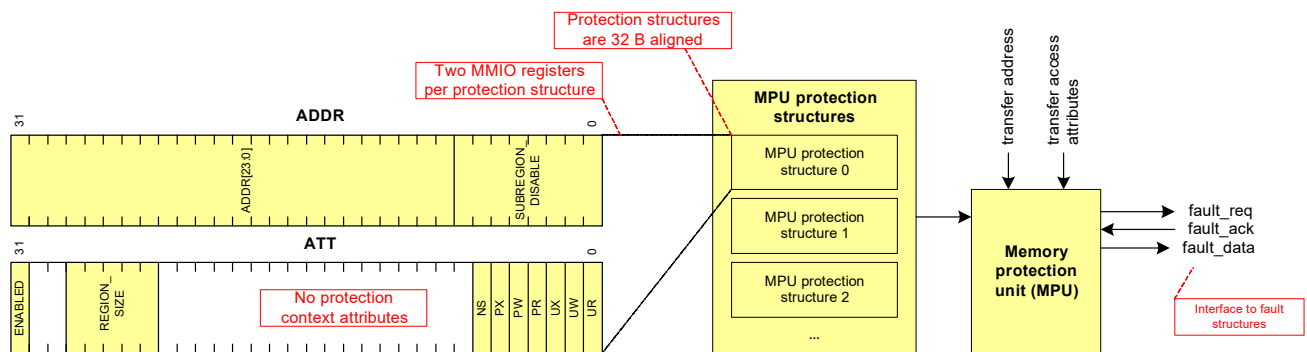 Protection structures
are 32 B aligned
Two MMIO registers
per protection structure
ADDR
31
0
ADDR[23:0]
SUBREGION_
DISABLE
ATT
31
0
ENABLED
REGION_
SIZE
No protection
context attributes
NS
PX
PW
PR
UX
UW
UR
MPU protection
structures
MPU protection
structure 0
MPU protection
structure 1
MPU protection
structure 2
...
transfer address
transfer access
attributes
Memory
protection
unit (MPU)
fault_req
fault_ack
fault_data
Interface to fault
structures